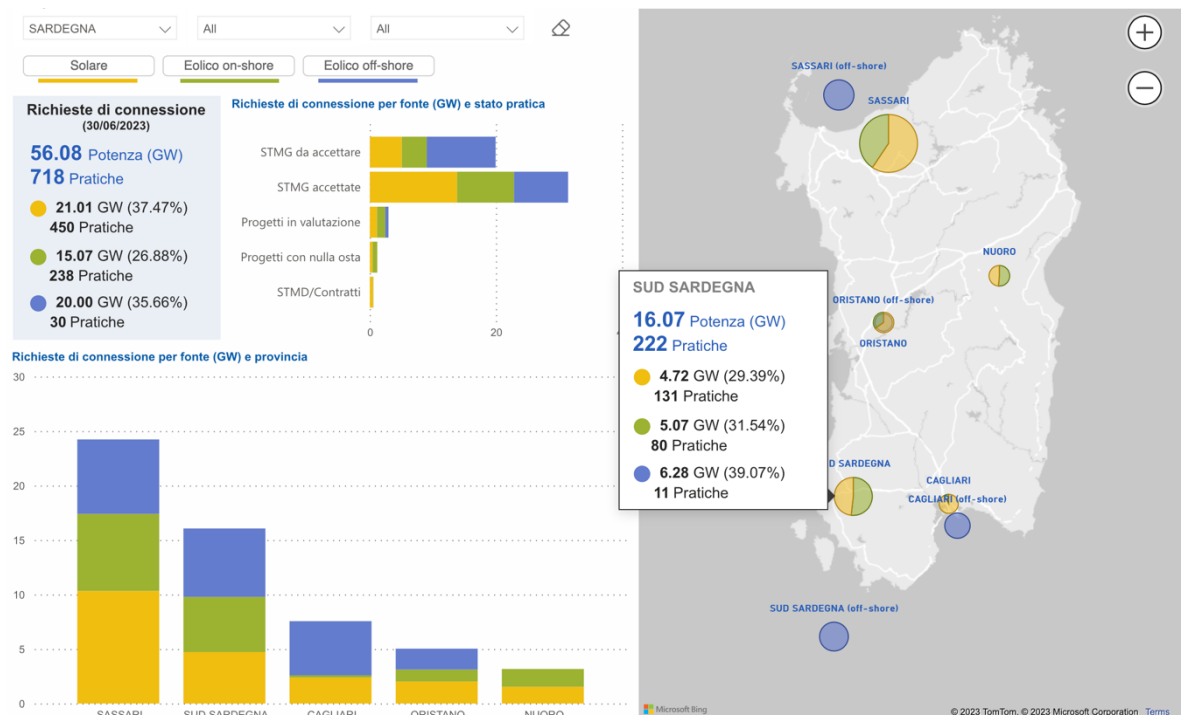 SARDEGNA
All
All
Solare
Eolico on-shore
Eolico off-shore
Richieste di connessione
(30/06/2023)
56.08 Potenza (GW)
718 Pratiche
21.01 GW (37.47%)
450 Pratiche
15.07 GW (26.88%)
238 Pratiche
20.00 GW (35.66%)
30 Pratiche
Richieste di connessione per fonte (GW) e stato pratica
STMG da accettare
STMG accettate
Progetti in valutazione
Progetti con nulla osta
STMD/Contratti
0
20
Richieste di connessione per fonte (GW) e provincia
30
25
20
15
10
5
0
SASSARI
SUD SARDEGNA
CAGLIARI
ORISTANO
NUORO
SUD SARDEGNA
16.07 Potenza (GW)
222 Pratiche
4.72 GW (29.39%)
131 Pratiche
5.07 GW (31.54%)
80 Pratiche
6.28 GW (39.07%)
11 Pratiche
SASSARI (off-shore)
SASSARI
NUORO
ORISTANO (off-shore)
ORISTANO
D SARDEGNA
CAGLIARI
CAGLIARI (off-shore)
SUD SARDEGNA (off-shore)
Microsoft Bing
© 2023 TomTom, © 2023 Microsoft Corporation Terms